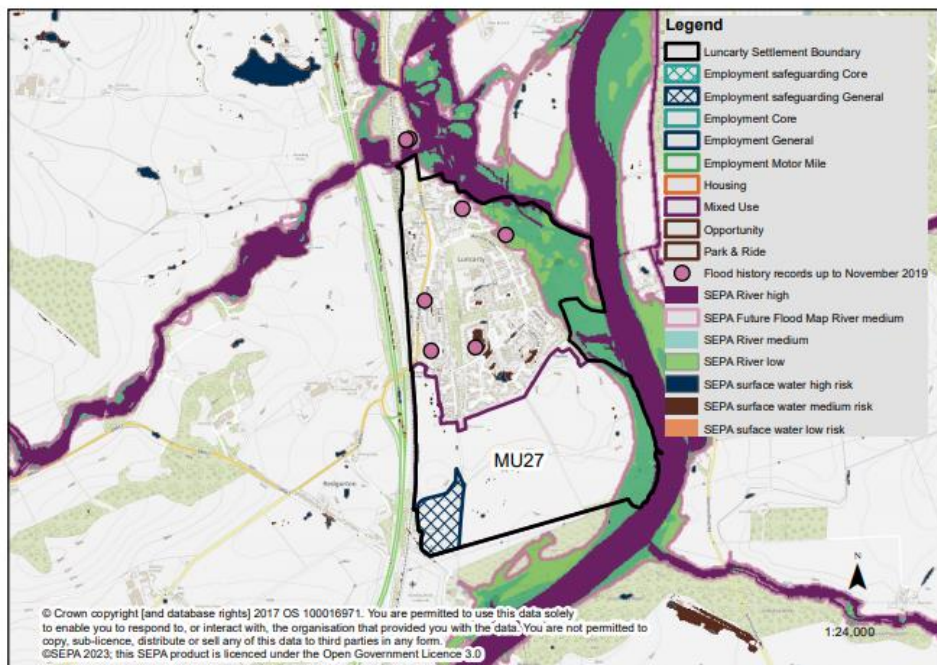 Legend
Luncarty Settlement Boundary
Employment safeguarding Core
Employment safeguarding General
Employment Core
Employment General
Employment Motor Mile
Housing
Mixed Use
Opportunity
Park & Ride
Flood history records up to November 2019
SEPA River high
SEPA Future Flood Map River medium
SEPA River medium
SEPA River low
SEPA surface water high risk
SEPA surface water medium risk
SEPA suface water low risk
Luncarty
MU27
Redgorton
N
1:24,000
© Crown copyright [and database rights] 2017 OS 100016971. You are permitted to use this data solely
to enable you to respond to, or interact with, the organisation that provided you with the data. You are not permitted to
copy, sub-licence, distribute or sell any of this data to third parties in any form.
©SEPA 2023; this SEPA product is licenced under the Open Government Licence 3.0